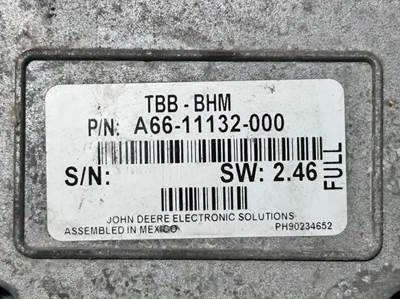 TBB - BHM
P/N: A66-11132-000
S/N: SW: 2.46
FULL
JOHN DEERE ELECTRONIC SOLUTIONS
ASSEMBLED IN MEXICO PH90234652